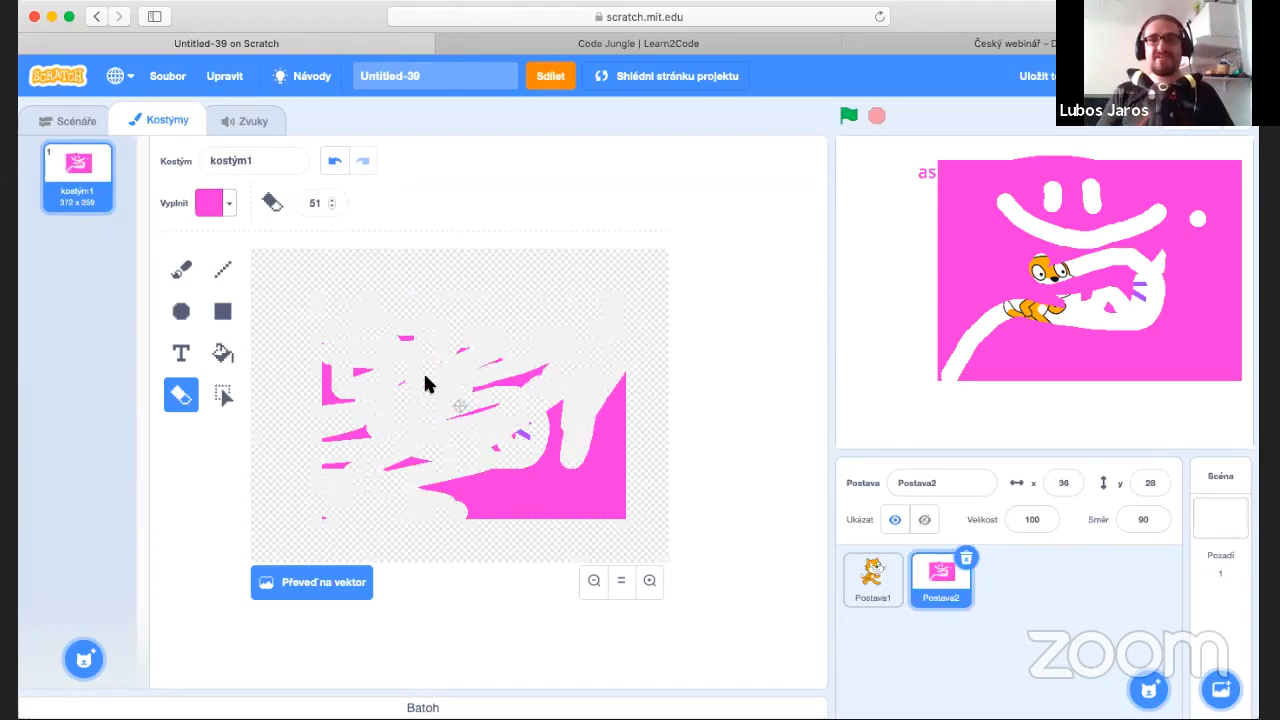 scratch.mit.edu
Untitled-39 on Scratch
Code Jungle | Learn2Code
Český webinář – D
Lubos Jaros
SCRATCH
Soubor
Upravit
Návody
Untitled-39
Sdílet
Shlédni stránku projektu
Uložit t
Scénáře
Kostýmy
Zvuky
1
kostým1
372 x 259
Kostým
kostým1
Vyplnit
51
T
Převeď na vektor
=
as
Postava
Postava2
x
36
y
28
Ukázat
Velikost
100
Směr
90
Postava1
Postava2
Scéna
Pozadí
1
zoom
Batoh